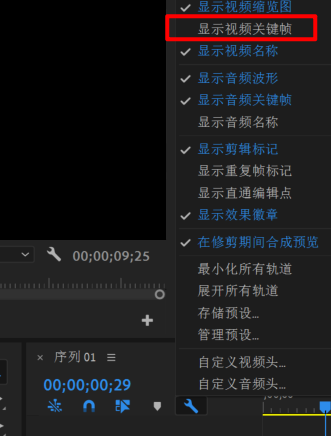 显示视频缩览图
显示视频关键帧
显示视频名称
显示音频波形
显示音频关键帧
显示音频名称
显示剪辑标记
显示重复帧标记
显示直通编辑点
显示效果徽章
在修剪期间合成预览
最小化所有轨道
展开所有轨道
存储预设...
管理预设...
自定义视频头...
自定义音频头...
00;00;09;25
× 序列 01 ≡
00;00;00;29
;00;00